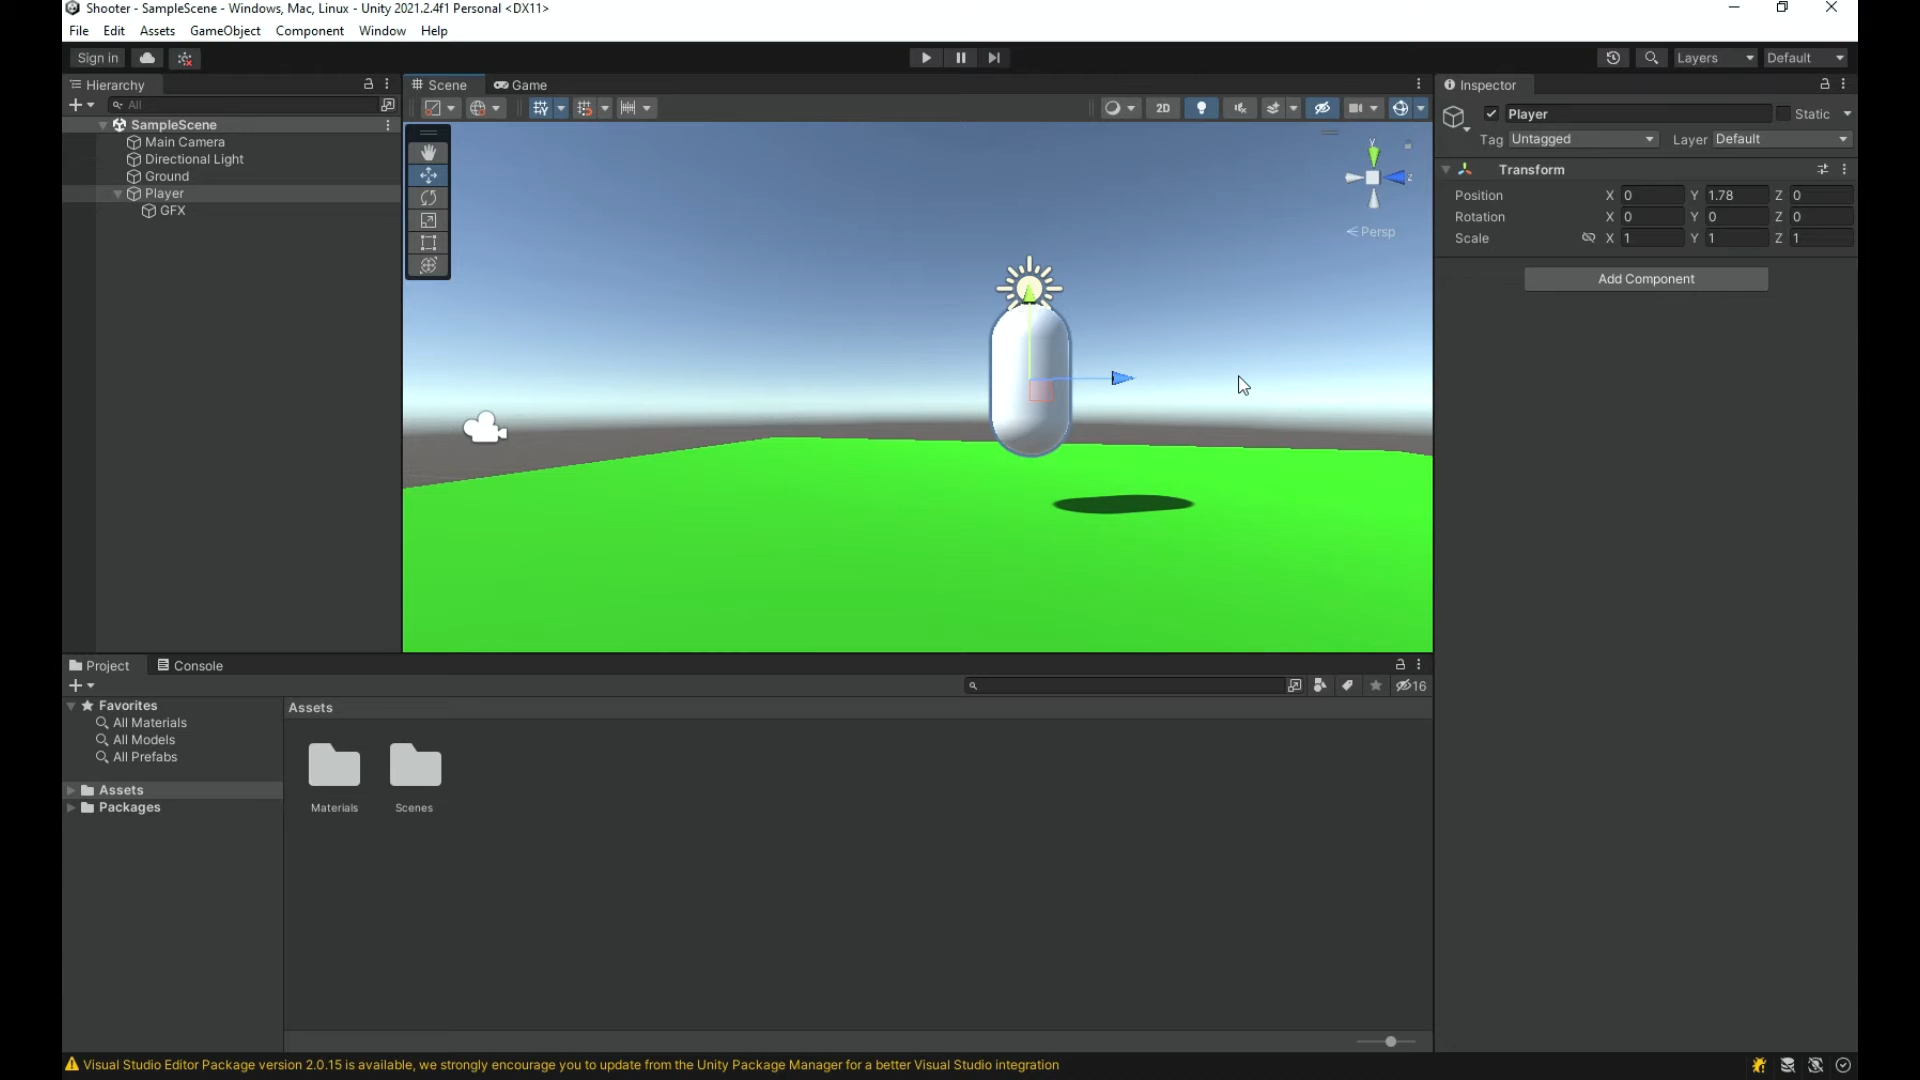 Shooter - SampleScene - Windows, Mac, Linux - Unity 2021.2.4f1 Personal <DX11>
File Edit Assets GameObject Component Window Help
Sign in Layers Default
Hierarchy Scene Game Inspector
All 2D Player Static
SampleScene Tag Untagged Layer Default
Main Camera
Directional Light Transform
Ground
Player Position X 0 Y 1.78 Z 0
GFX Rotation X 0 Y 0 Z 0
Scale X 1 Y 1 Z 1
y
z
Persp
Add Component
Project Console
16
Favorites Assets
All Materials
All Models
All Prefabs
Assets
Packages
Materials Scenes
Visual Studio Editor Package version 2.0.15 is available, we strongly encourage you to update from the Unity Package Manager for a better Visual Studio integration